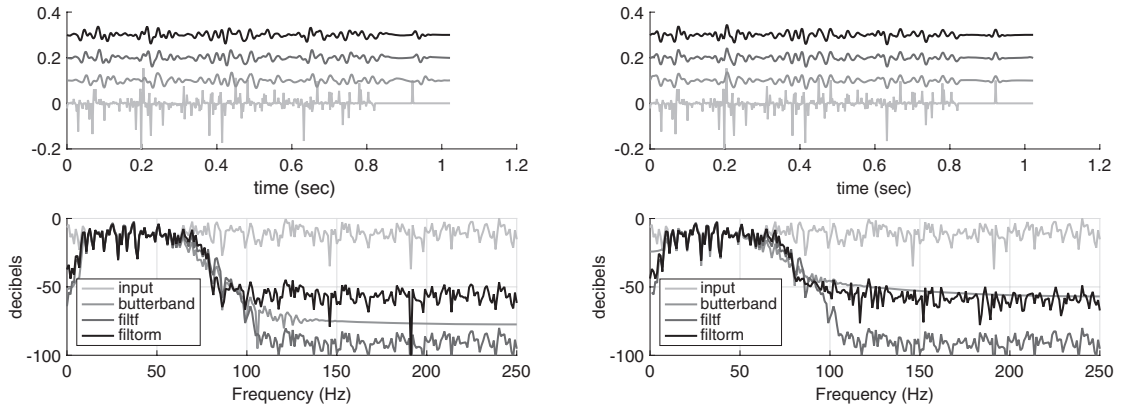 0.4
0.2
0
-0.2
0 0.2 0.4 0.6 0.8 1 1.2
time (sec)
0
-50
-100
decibels
input
butterband
filtf
filtorm
0 50 100 150 200 250
Frequency (Hz)
0.4
0.2
0
-0.2
0 0.2 0.4 0.6 0.8 1 1.2
time (sec)
0
-50
-100
decibels
input
butterband
filtf
filtorm
0 50 100 150 200 250
Frequency (Hz)